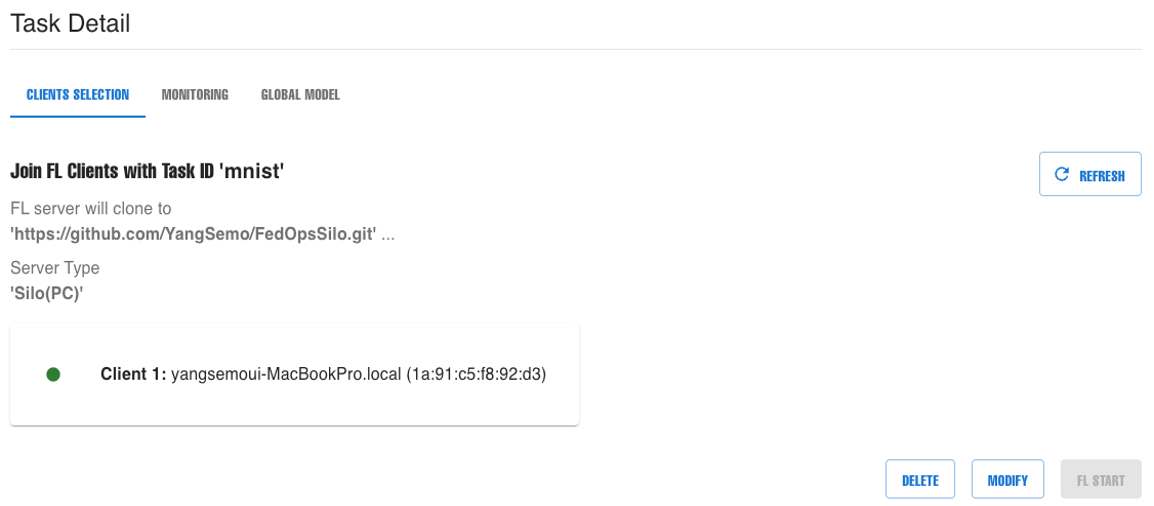 Task Detail
CLIENTS SELECTION MONITORING GLOBAL MODEL
Join FL Clients with Task ID 'mnist'
REFRESH
FL server will clone to
'https://github.com/YangSemo/FedOpsSilo.git' ...
Server Type
'Silo(PC)'
Client 1: yangsemoui-MacBookPro.local (1a:91:c5:f8:92:d3)
DELETE MODIFY FL START